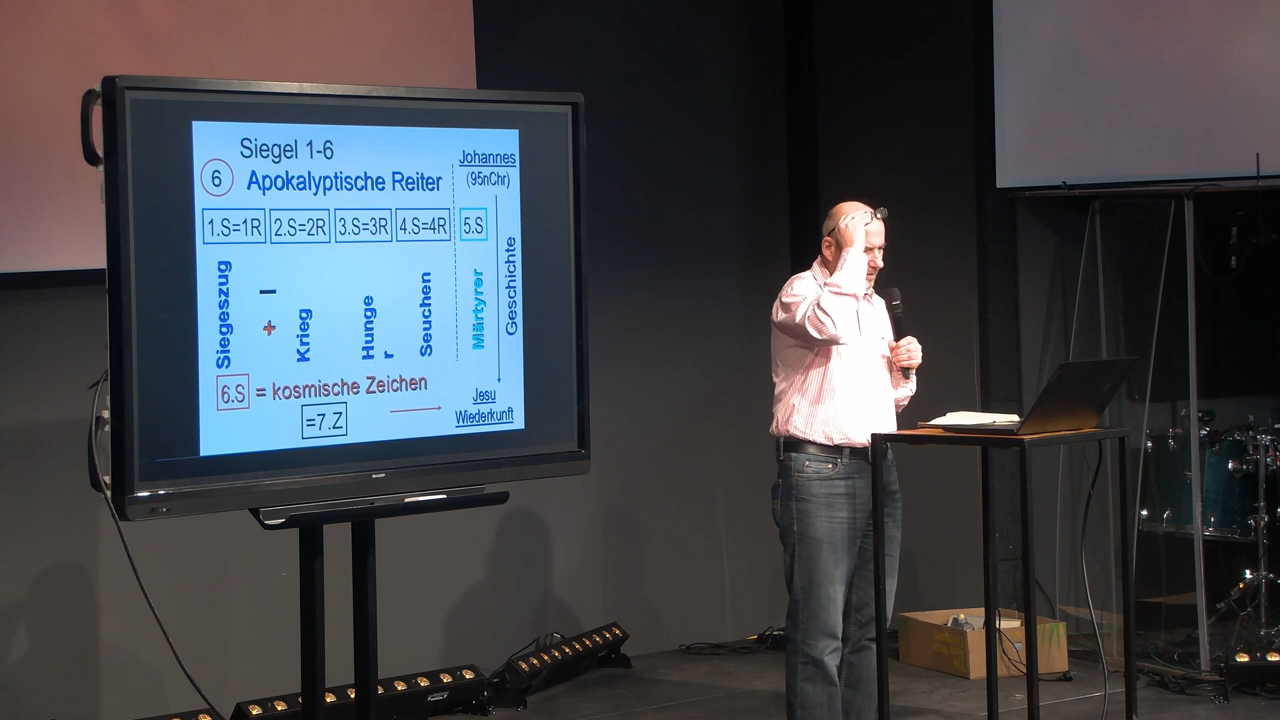 Siegel 1-6
6
Apokalyptische Reiter
Johannes
(95nChr)
1.S=1R
2.S=2R
3.S=3R
4.S=4R
5.S
Siegeszug
–
+
Krieg
Hunge
r
Seuchen
Märtyrer
Geschichte
6.S = kosmische Zeichen
=7.Z
Jesu
Wiederkunft
SHARP